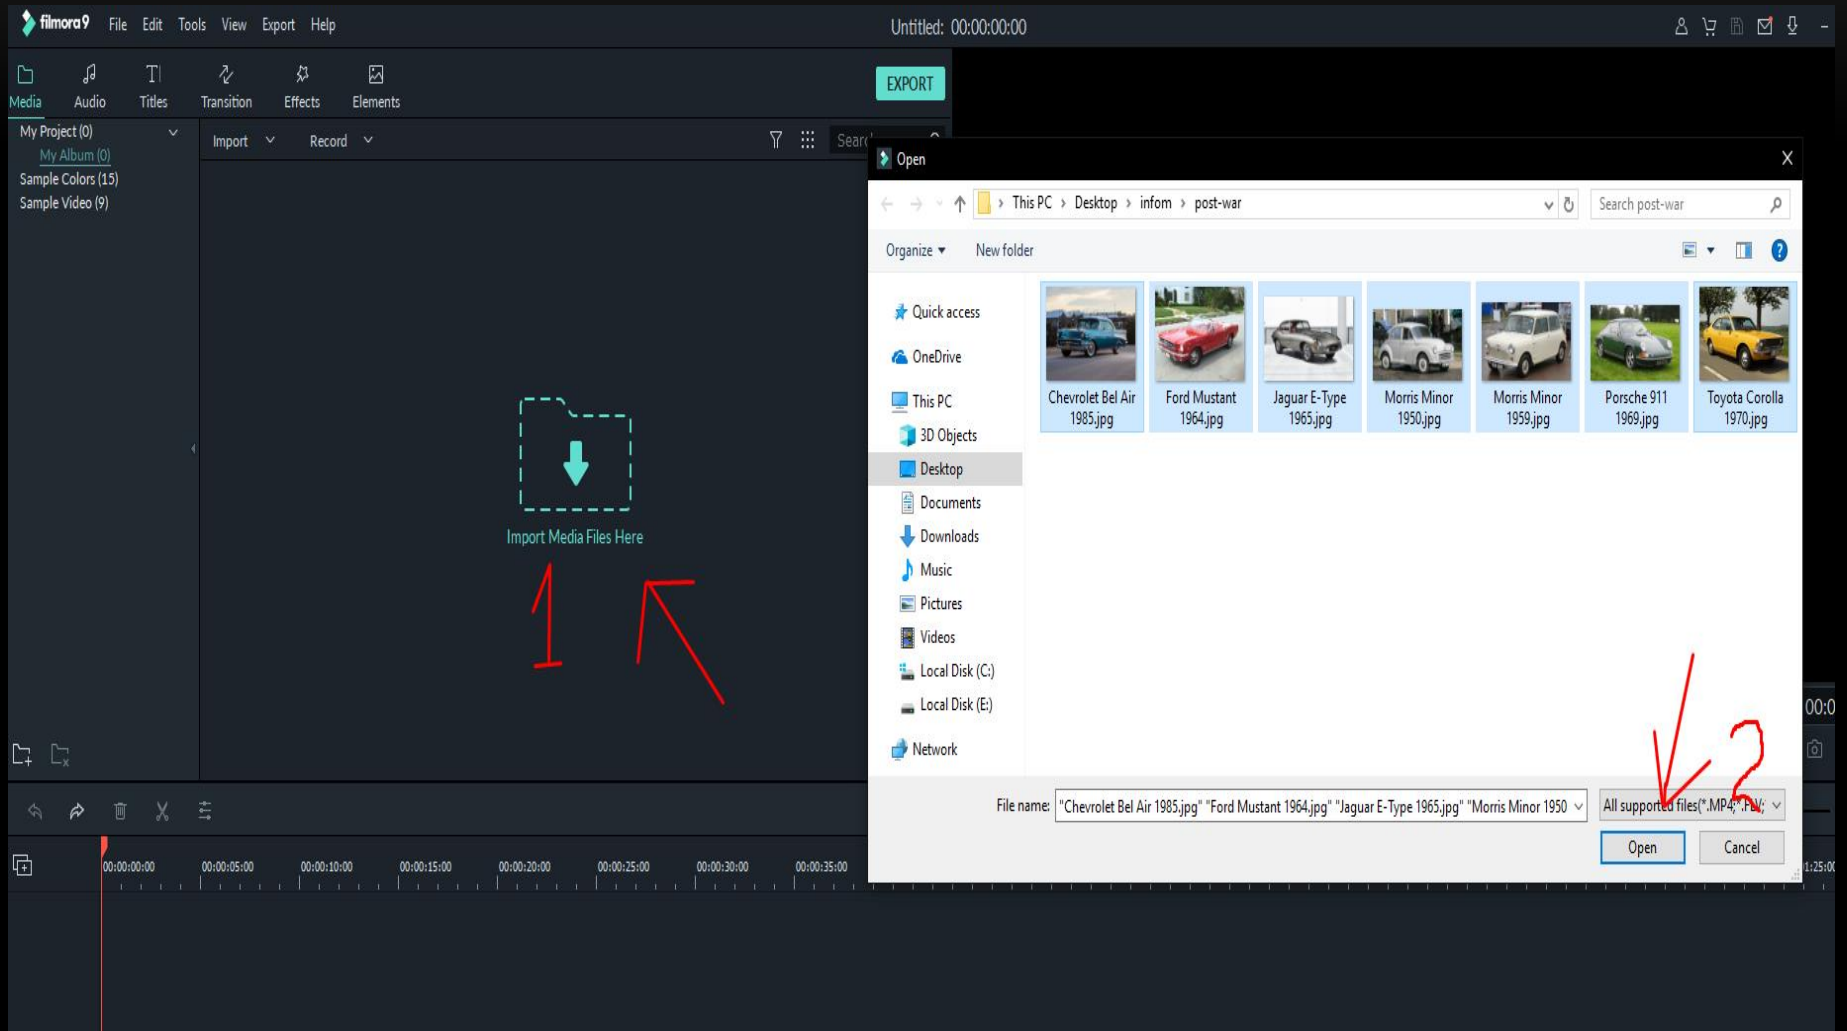 filmora9 File Edit Tools View Export Help
Untitled: 00:00:00:00
Media Audio Titles Transition Effects Elements
EXPORT
My Project (0)
My Album (0)
Sample Colors (15)
Sample Video (9)
Import Record
Import Media Files Here
1
Open X
This PC > Desktop > infom > post-war
Search post-war
Organize New folder
Quick access
OneDrive
This PC
3D Objects
Desktop
Documents
Downloads
Music
Pictures
Videos
Local Disk (C:)
Local Disk (E:)
Network
Chevrolet Bel Air
1985.jpg
Ford Mustant
1964.jpg
Jaguar E-Type
1965.jpg
Morris Minor
1950.jpg
Morris Minor
1959.jpg
Porsche 911
1969.jpg
Toyota Corolla
1970.jpg
2
File name: "Chevrolet Bel Air 1985.jpg" "Ford Mustant 1964.jpg" "Jaguar E-Type 1965.jpg" "Morris Minor 1950
All supported files(*.MP4;*.FLV;
Open Cancel
00:00:00:00 00:00:05:00 00:00:10:00 00:00:15:00 00:00:20:00 00:00:25:00 00:00:30:00 00:00:35:00